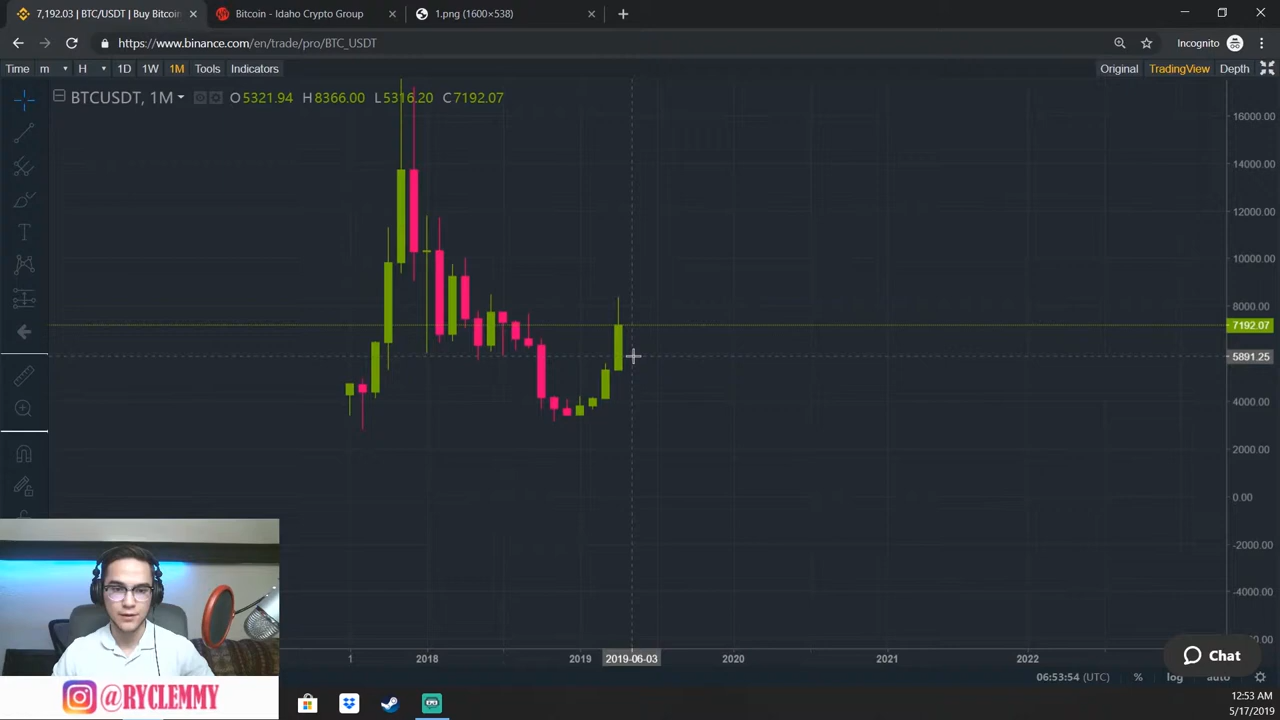 7,192.03 | BTC/USDT | Buy Bitcoin
Bitcoin - Idaho Crypto Group
1.png (1600×538)
https://www.binance.com/en/trade/pro/BTC_USDT
Incognito
Time m H 1D 1W 1M Tools Indicators
Original TradingView Depth
BTCUSDT, 1M O5321.94 H8366.00 L5316.20 C7192.07
16000.00
14000.00
12000.00
10000.00
8000.00
7192.07
5891.25
4000.00
2000.00
0.00
-2000.00
-4000.00
1 2018 2019 2019-06-03 2020 2021 2022
Chat
06:53:54 (UTC) % log auto
@RYCLEMMY
12:53 AM
5/17/2019